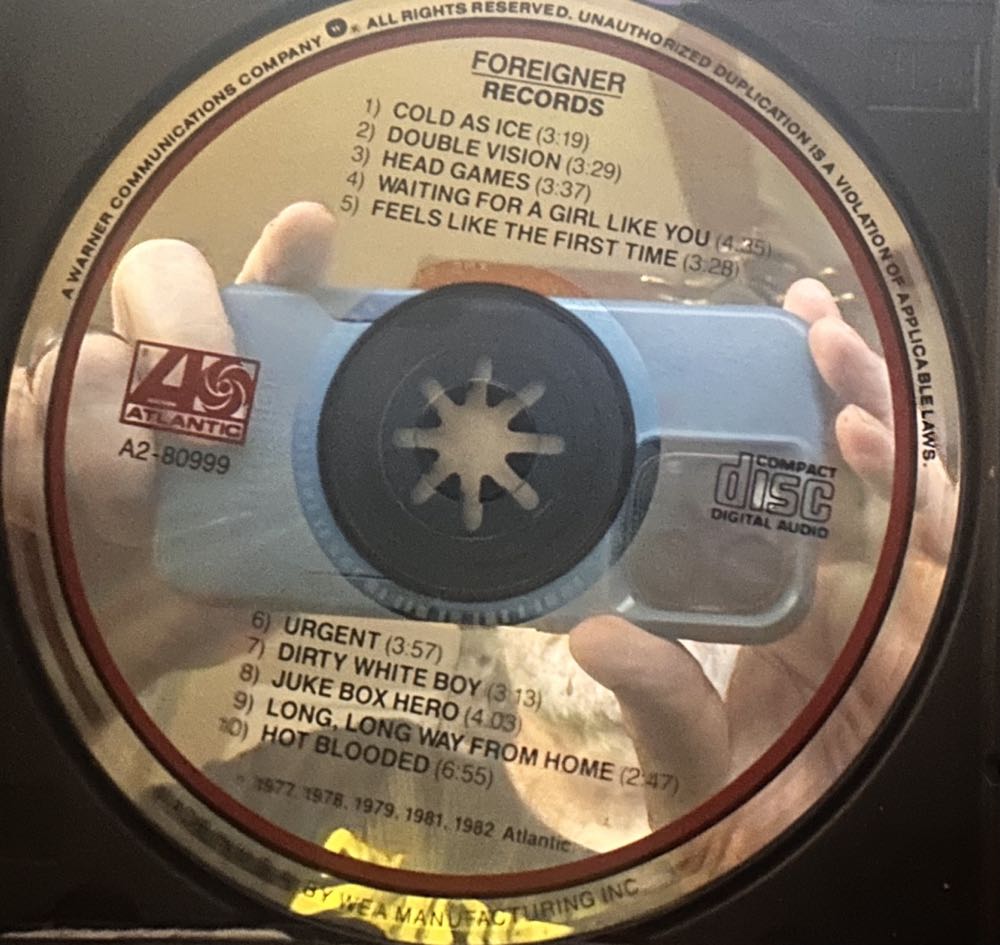 A WARNER COMMUNICATIONS COMPANY ALL RIGHTS RESERVED. UNAUTHORIZED DUPLICATION IS A VIOLATION OF APPLICABLE LAWS.
FOREIGNER
RECORDS
1) COLD AS ICE (3:19)
2) DOUBLE VISION (3:29)
3) HEAD GAMES (3:37)
4) WAITING FOR A GIRL LIKE YOU (4:35)
5) FEELS LIKE THE FIRST TIME (3:28)
ATLANTIC
A2-80999
COMPACT
disc
DIGITAL AUDIO
6) URGENT (3:57)
7) DIRTY WHITE BOY (3:13)
8) JUKE BOX HERO (4:03)
9) LONG, LONG WAY FROM HOME (2:47)
10) HOT BLOODED (6:55)
1977, 1978, 1979, 1981, 1982 Atlantic
BY WEA MANUFACTURING INC